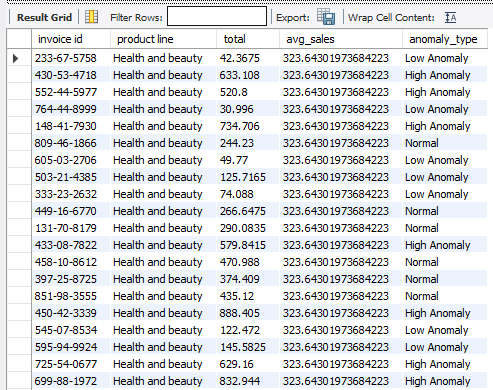 Result Grid Filter Rows: Export: Wrap Cell Content:
invoice id product line total avg_sales anomaly_type
233-67-5758 Health and beauty 42.3675 323.64301973684223 Low Anomaly
430-53-4718 Health and beauty 633.108 323.64301973684223 High Anomaly
552-44-5977 Health and beauty 520.8 323.64301973684223 High Anomaly
764-44-8999 Health and beauty 30.996 323.64301973684223 Low Anomaly
148-41-7930 Health and beauty 734.706 323.64301973684223 High Anomaly
809-46-1866 Health and beauty 244.23 323.64301973684223 Normal
605-03-2706 Health and beauty 49.77 323.64301973684223 Low Anomaly
503-21-4385 Health and beauty 125.7165 323.64301973684223 Low Anomaly
333-23-2632 Health and beauty 74.088 323.64301973684223 Low Anomaly
449-16-6770 Health and beauty 266.6475 323.64301973684223 Normal
131-70-8179 Health and beauty 290.0835 323.64301973684223 Normal
433-08-7822 Health and beauty 579.8415 323.64301973684223 High Anomaly
458-10-8612 Health and beauty 470.988 323.64301973684223 Normal
397-25-8725 Health and beauty 374.409 323.64301973684223 Normal
851-98-3555 Health and beauty 435.12 323.64301973684223 Normal
450-42-3339 Health and beauty 888.405 323.64301973684223 High Anomaly
545-07-8534 Health and beauty 122.472 323.64301973684223 Low Anomaly
595-94-9924 Health and beauty 145.5825 323.64301973684223 Low Anomaly
725-54-0677 Health and beauty 629.16 323.64301973684223 High Anomaly
699-88-1972 Health and beauty 832.944 323.64301973684223 High Anomaly